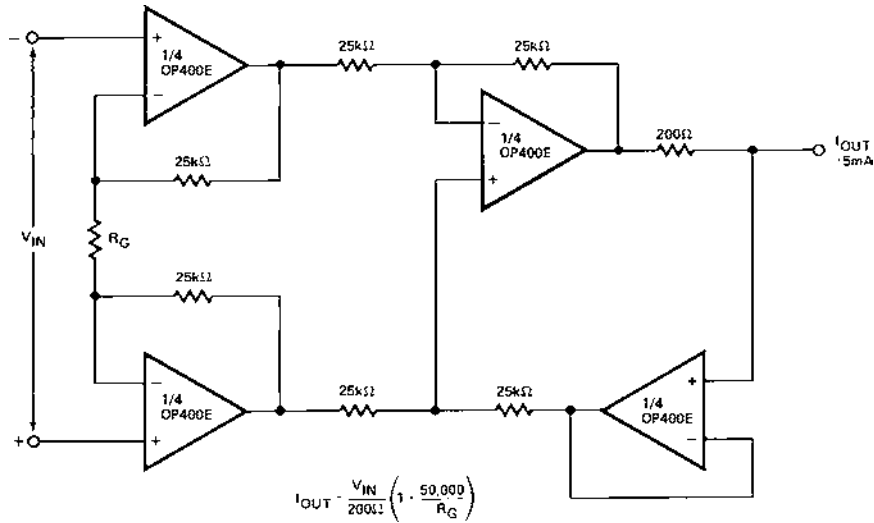 −
+
1/4
OP400E
−
25kΩ
25kΩ
−
1/4
OP400E
+
200Ω
IOUT
5mA
25kΩ
VIN
RG
25kΩ
−
1/4
OP400E
+
+
25kΩ
25kΩ
+
1/4
OP400E
−
IOUT - VIN/200Ω (1 · 50,000/RG)